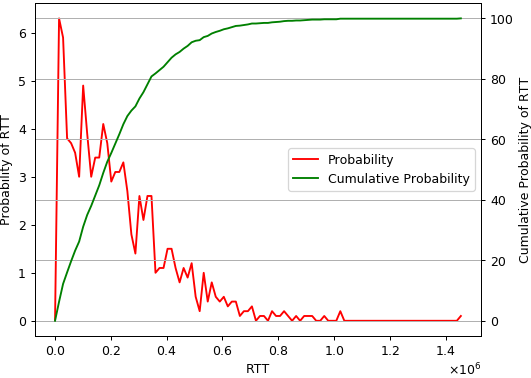 Probability of RTT
6
5
4
3
2
1
0
100
80
60
40
20
0
Cumulative Probability of RTT
Probability
Cumulative Probability
0.0 0.2 0.4 0.6 0.8 1.0 1.2 1.4
×10⁶
RTT